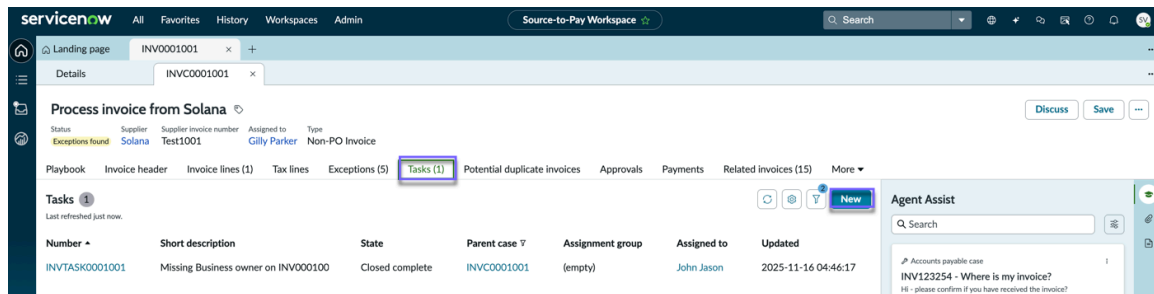 servicenow All Favorites History Workspaces Admin Source-to-Pay Workspace ☆ Search SV
Landing page INV0001001 × +
Details INVC0001001 ×
Process invoice from Solana
Discuss Save ...
Status Supplier Supplier invoice number Assigned to Type
Exceptions found Solana Test1001 Gilly Parker Non-PO Invoice
Playbook Invoice header Invoice lines (1) Tax lines Exceptions (5) Tasks (1) Potential duplicate invoices Approvals Payments Related invoices (15) More ▾
Tasks 1
2 New
Last refreshed just now.
Number Short description State Parent case Assignment group Assigned to Updated
INVTASK0001001 Missing Business owner on INV000100 Closed complete INVC0001001 (empty) John Jason 2025-11-16 04:46:17
Agent Assist
Search
Accounts payable case
INV123254 - Where is my invoice?
Hi - please confirm if you have received the invoice?